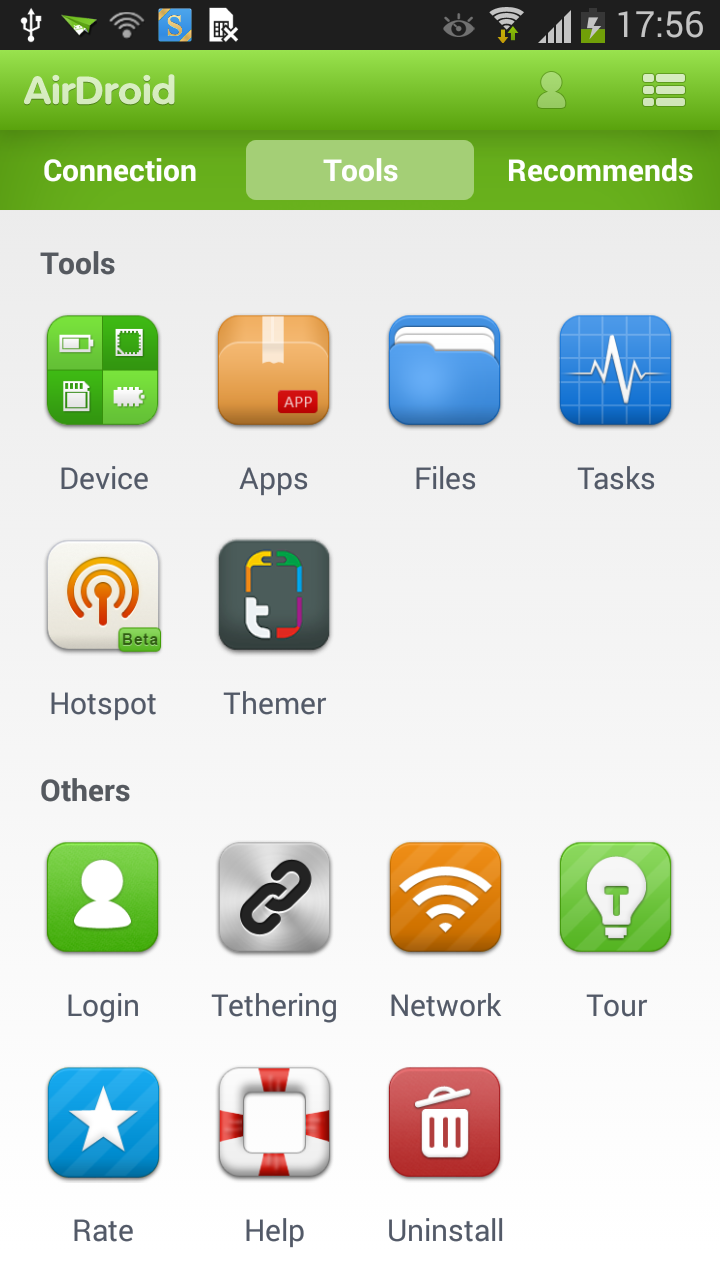 S 17:56
AirDroid
Connection Tools Recommends
Tools
APP
Device Apps Files Tasks
t
Beta
Hotspot Themer
Others
T
Login Tethering Network Tour
Rate Help Uninstall